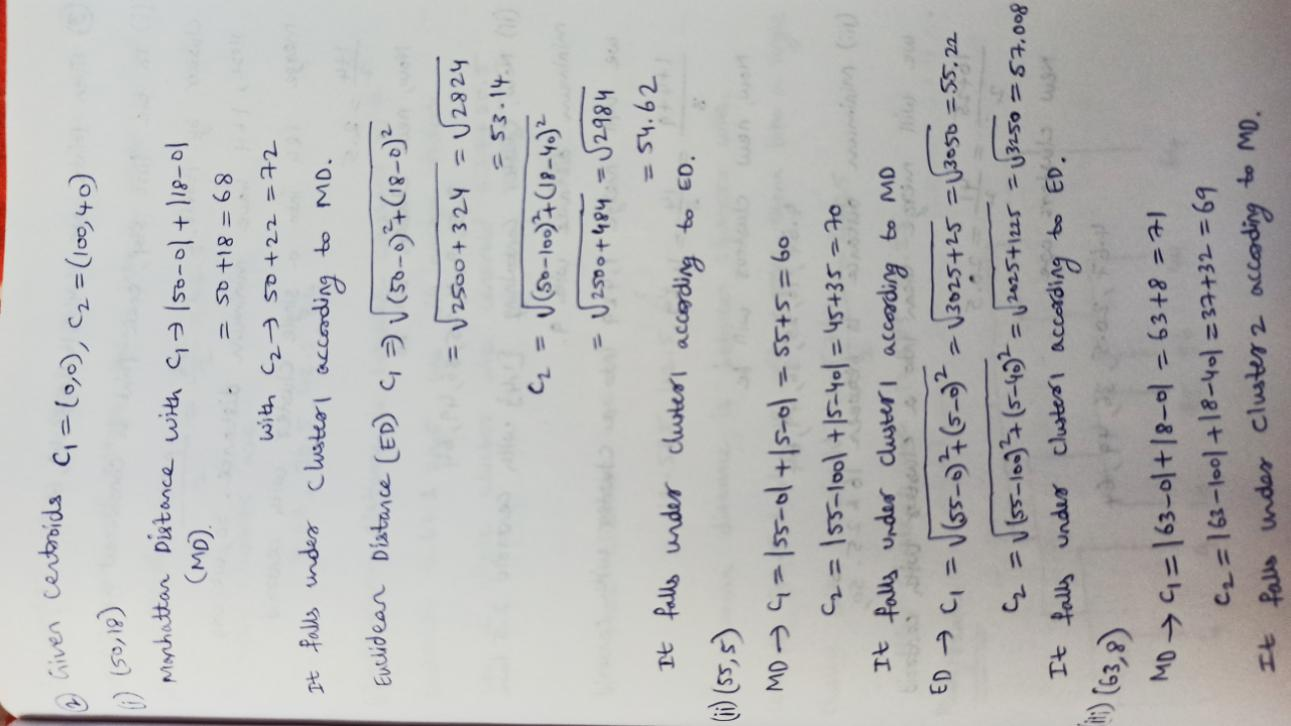 ② Given centroids C₁ = (0,0), C₂ = (100,40)
(i) (50,18)
Manhattan Distance with C₁ → |50-0| + |18-0|
(MD).
= 50+18 = 68
with C₂ → 50+22 = 72
It falls under cluster 1 according to MD.
Euclidean Distance (ED) C₁ ⇒ √(50-0)²+(18-0)²
= √2500+324 = √2824
= 53.14.
C₂ = √(50-100)²+(18-40)²
= √2500+484 = √2984
= 54.62
It falls under cluster 1 according to ED.
(ii) (55,5)
MD → C₁ = |55-0| + |5-0| = 55+5 = 60
C₂ = |55-100| + |5-40| = 45+35 = 70
It falls under cluster 1 according to MD
ED → C₁ = √(55-0)²+(5-0)² = √3025+25 = √3050 = 55.22
C₂ = √(55-100)²+(5-40)² = √2025+1225 = √3250 = 57.008
It falls under cluster 1 according to ED.
(iii) (63,8)
MD → C₁ = |63-0| + |8-0| = 63+8 = 71
C₂ = |63-100| + |8-40| = 37+32 = 69
It falls under cluster 2 according to MD.